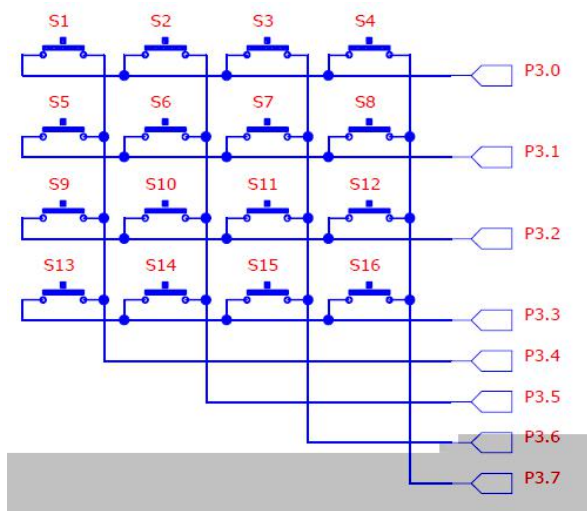 S1 S2 S3 S4
P3.0
S5 S6 S7 S8
P3.1
S9 S10 S11 S12
P3.2
S13 S14 S15 S16
P3.3
P3.4
P3.5
P3.6
P3.7